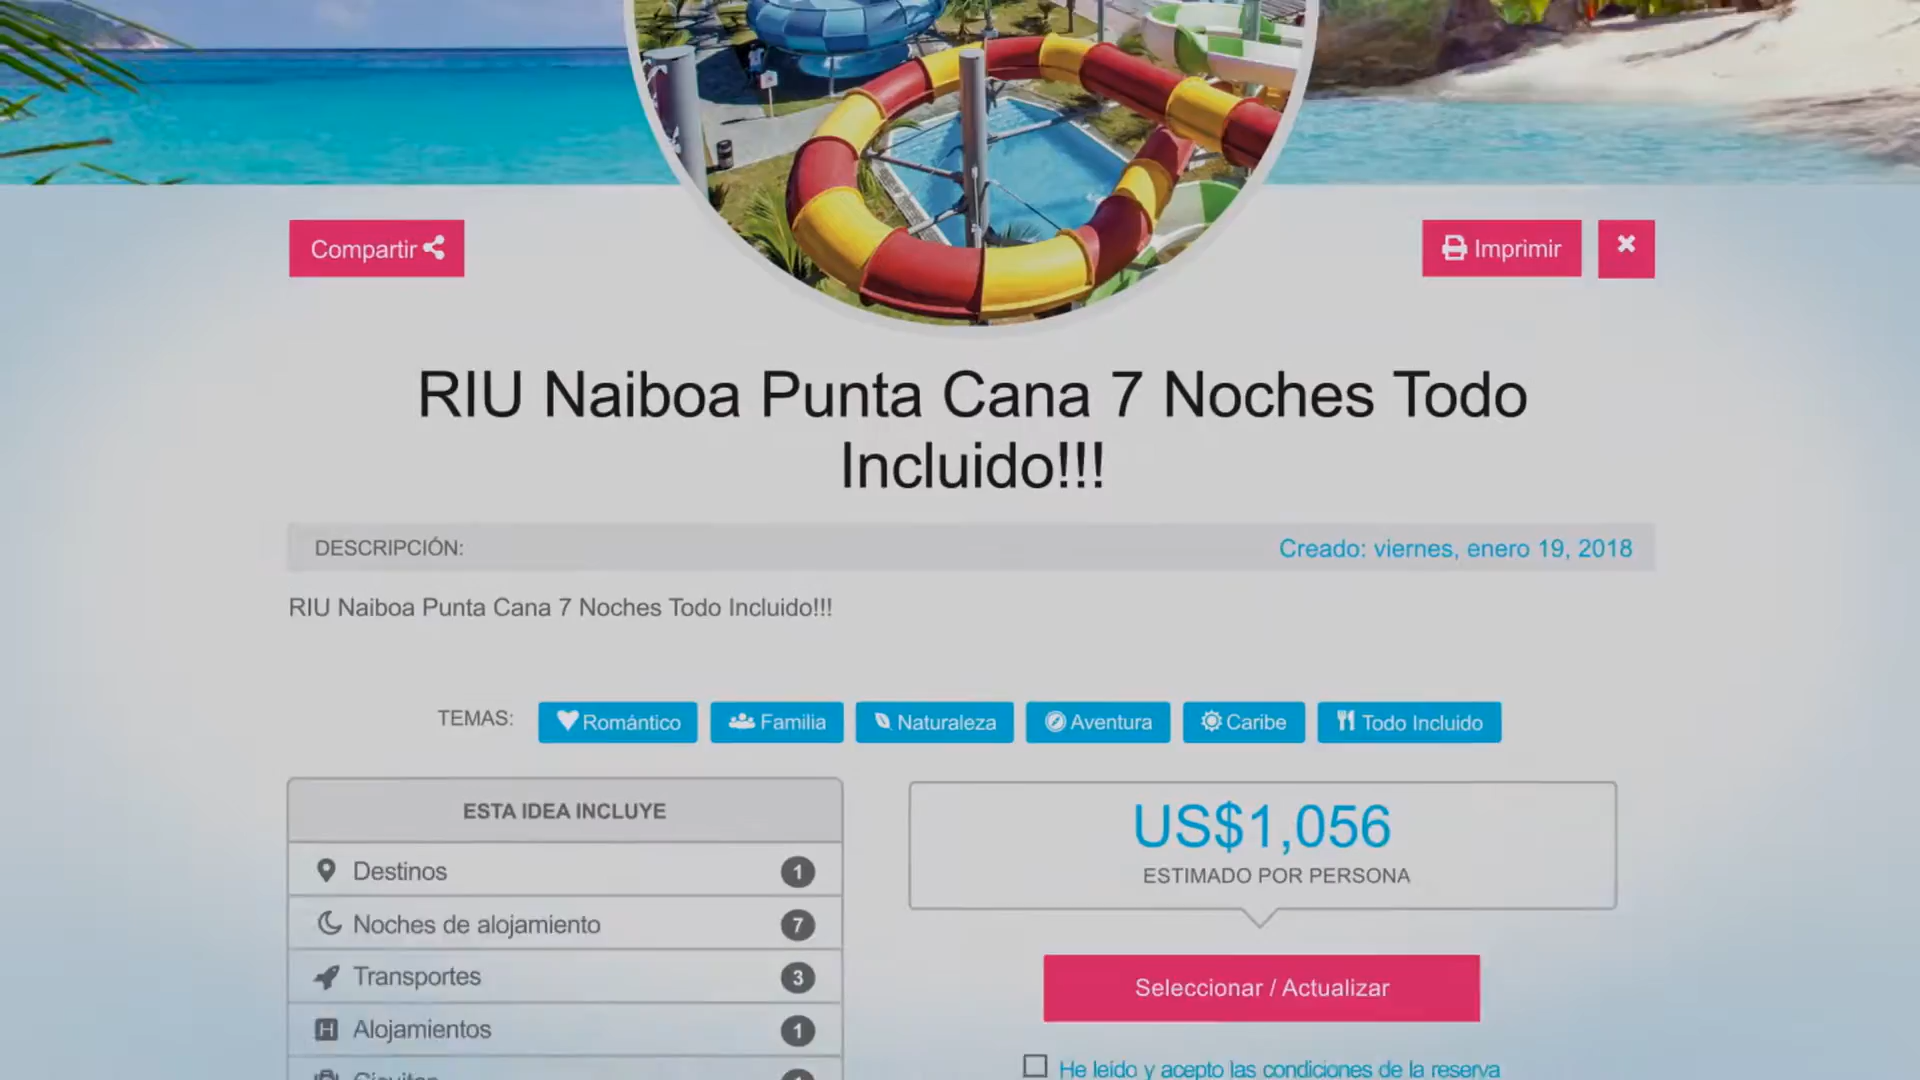 Compartir
Imprimir
RIU Naiboa Punta Cana 7 Noches Todo
Incluido!!!
DESCRIPCIÓN:
Creado: viernes, enero 19, 2018
RIU Naiboa Punta Cana 7 Noches Todo Incluido!!!
TEMAS:
Romántico
Familia
Naturaleza
Aventura
Caribe
Todo Incluido
ESTA IDEA INCLUYE
Destinos 1
Noches de alojamiento 7
Transportes 3
H Alojamientos 1
US$1,056
ESTIMADO POR PERSONA
Seleccionar / Actualizar
He leído y acepto las condiciones de la reserva